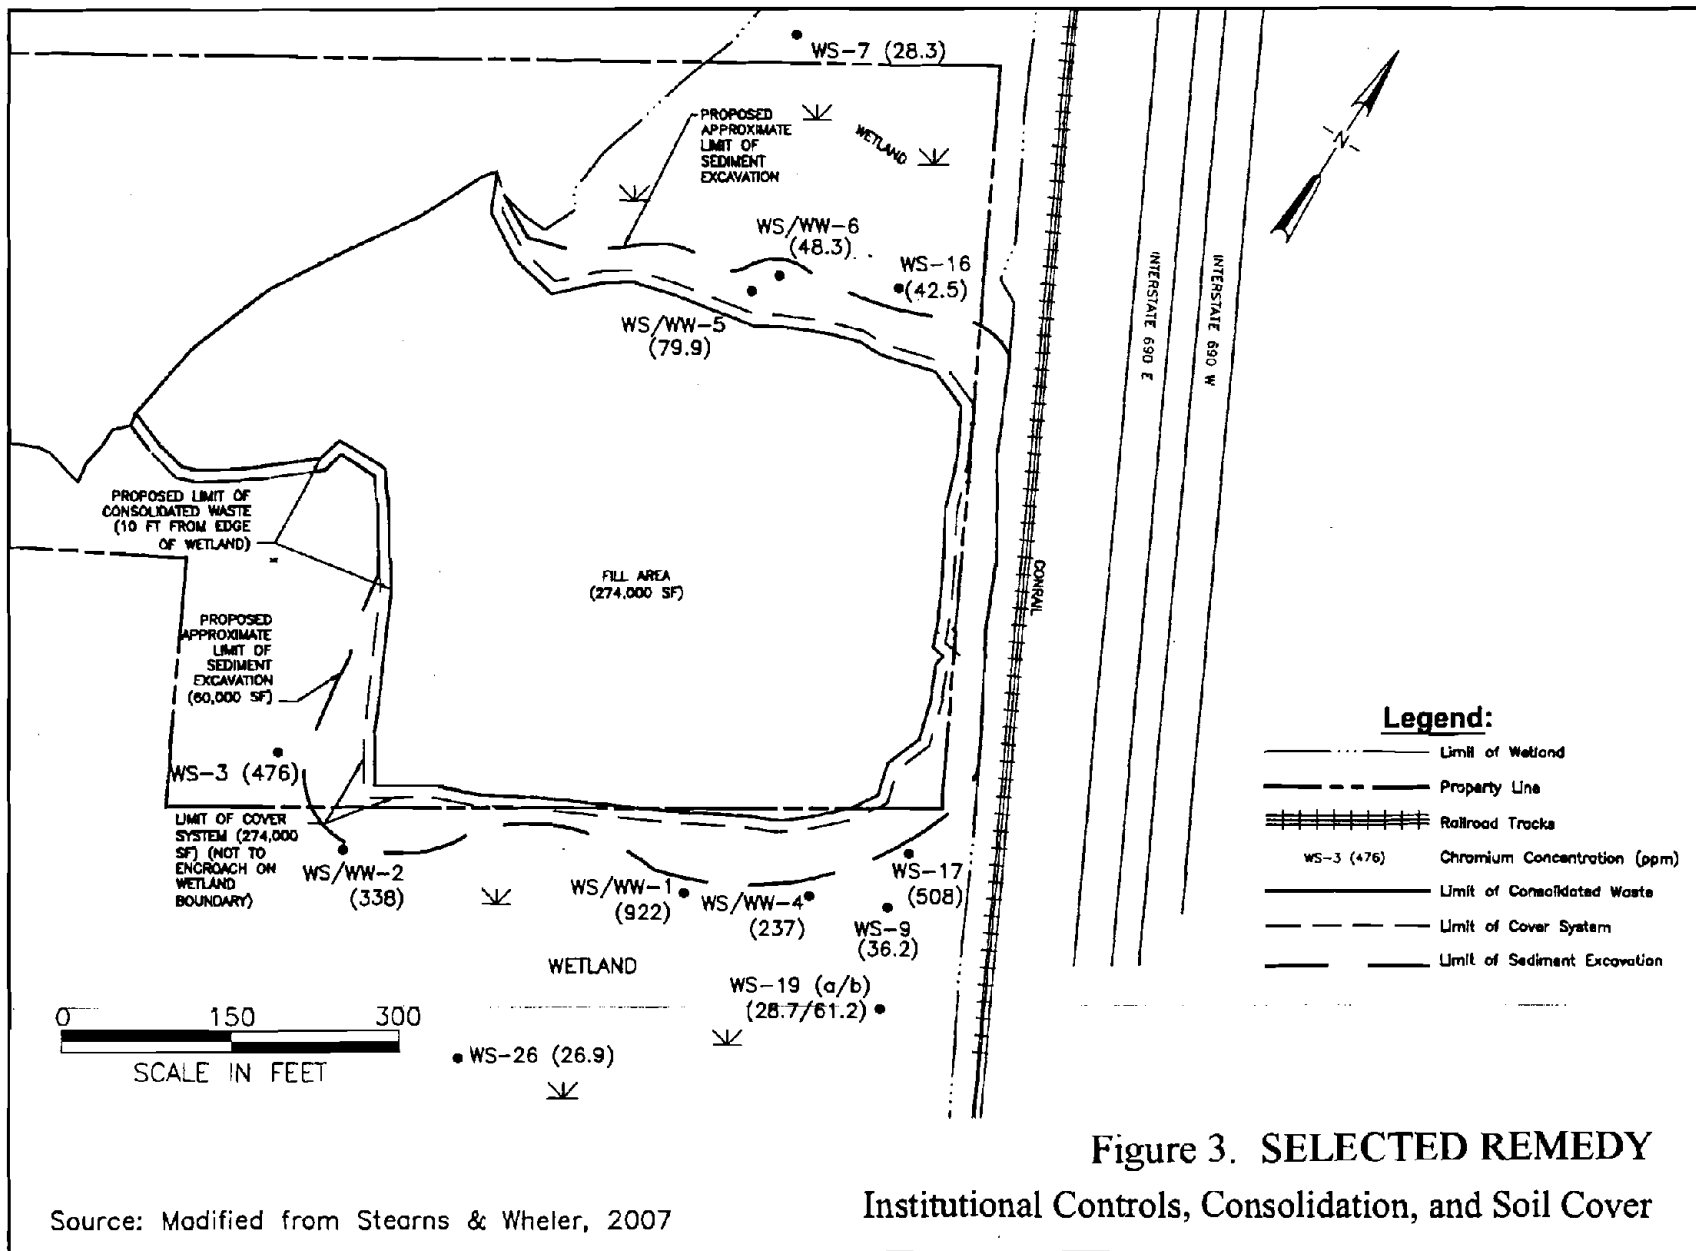 WS-7 (28.3)
PROPOSED
APPROXIMATE
LIMIT OF
SEDIMENT
EXCAVATION
WETLAND
-N-
WS/WW-6
(48.3)
WS-16
(42.5)
WS/WW-5
(79.9)
INTERSTATE 690 E
INTERSTATE 690 W
PROPOSED LIMIT OF
CONSOLIDATED WASTE
(10 FT FROM EDGE
OF WETLAND)
FILL AREA
(274,000 SF)
CONRAIL
PROPOSED
APPROXIMATE
LIMIT OF
SEDIMENT
EXCAVATION
(60,000 SF)
WS-3 (476)
LIMIT OF COVER
SYSTEM (274,000
SF) (NOT TO
ENCROACH ON
WETLAND
BOUNDARY)
WS/WW-2
(338)
WS/WW-1
(922)
WS/WW-4
(237)
WS-17
(508)
WS-9
(36.2)
WETLAND
WS-19 (a/b)
(28.7/61.2)
WS-26 (26.9)
0 150 300
SCALE IN FEET
Legend:
Limit of Wetland
Property Line
Railroad Tracks
WS-3 (476) Chromium Concentration (ppm)
Limit of Consolidated Waste
Limit of Cover System
Limit of Sediment Excavation
Figure 3. SELECTED REMEDY
Institutional Controls, Consolidation, and Soil Cover
Source: Modified from Stearns & Wheler, 2007